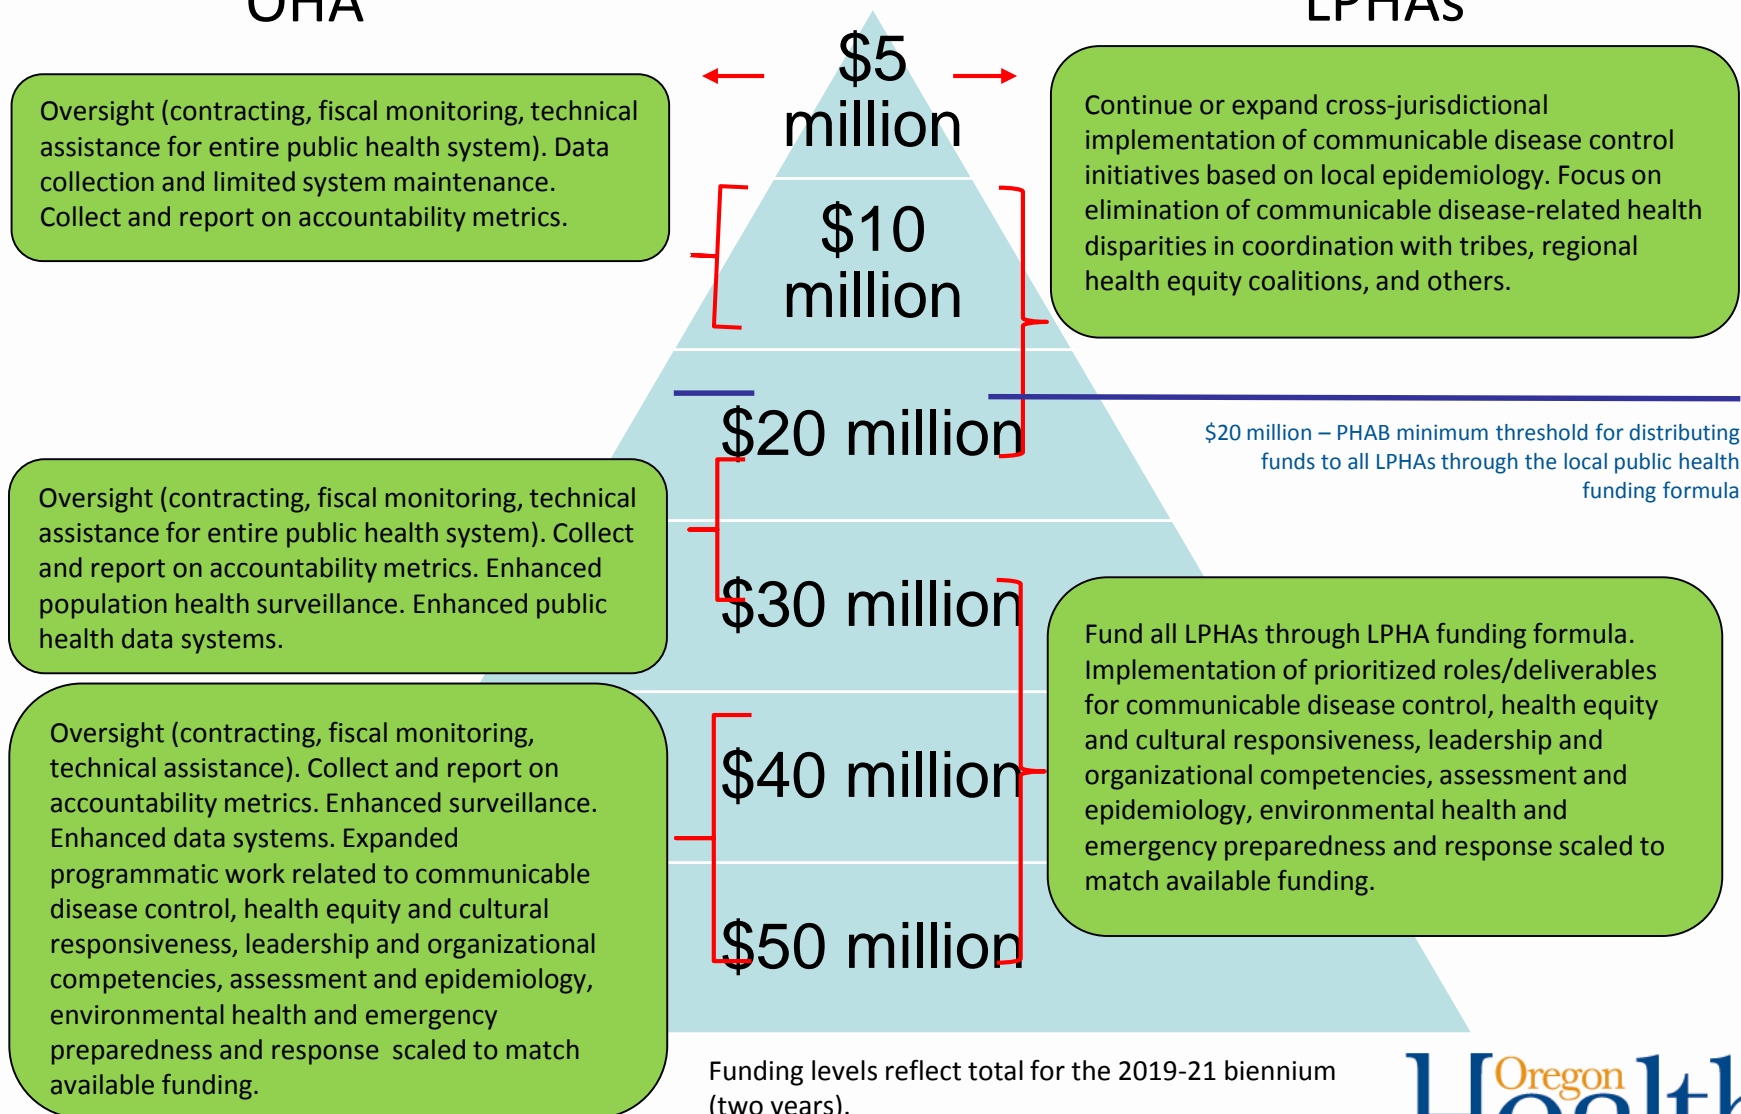 OHA
LPHAs
Oversight (contracting, fiscal monitoring, technical
assistance for entire public health system). Data
collection and limited system maintenance.
Collect and report on accountability metrics.
$5
million
Continue or expand cross-jurisdictional
implementation of communicable disease control
initiatives based on local epidemiology. Focus on
elimination of communicable disease-related health
disparities in coordination with tribes, regional
health equity coalitions, and others.
$10
million
$20 million
$20 million – PHAB minimum threshold for distributing
funds to all LPHAs through the local public health
funding formula
Oversight (contracting, fiscal monitoring, technical
assistance for entire public health system). Collect
and report on accountability metrics. Enhanced
population health surveillance. Enhanced public
health data systems.
$30 million
Fund all LPHAs through LPHA funding formula.
Implementation of prioritized roles/deliverables
for communicable disease control, health equity
and cultural responsiveness, leadership and
organizational competencies, assessment and
epidemiology, environmental health and
emergency preparedness and response scaled to
match available funding.
Oversight (contracting, fiscal monitoring,
technical assistance). Collect and report on
accountability metrics. Enhanced surveillance.
Enhanced data systems. Expanded
programmatic work related to communicable
disease control, health equity and cultural
responsiveness, leadership and organizational
competencies, assessment and epidemiology,
environmental health and emergency
preparedness and response scaled to match
available funding.
$40 million
$50 million
Funding levels reflect total for the 2019-21 biennium
(two years).
Oregon
Health